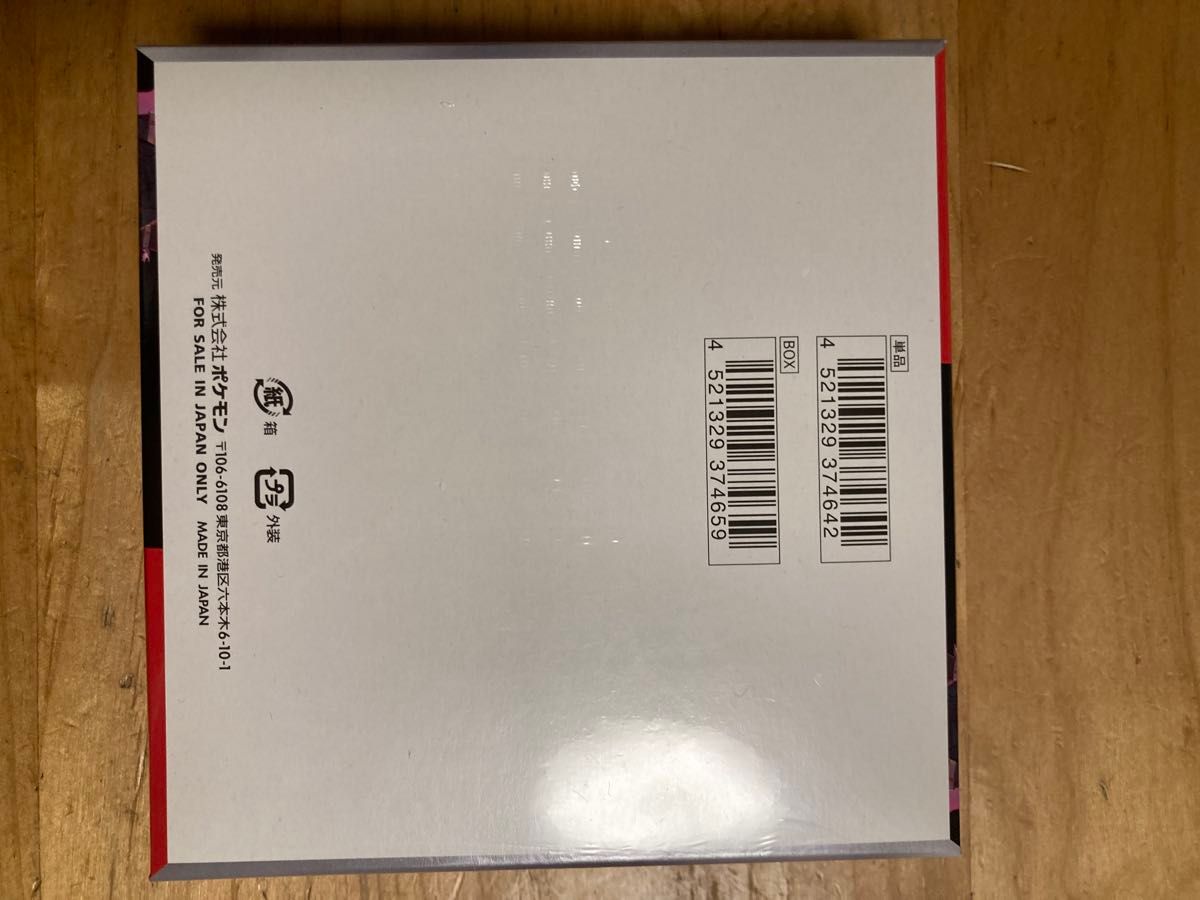 単品
4 521329 374642
BOX
4 521329 374659
紙 箱 プラ 外装
発売元 株式会社 ポケモン 〒106-6108 東京都港区六本木6-10-1
FOR SALE IN JAPAN ONLY MADE IN JAPAN